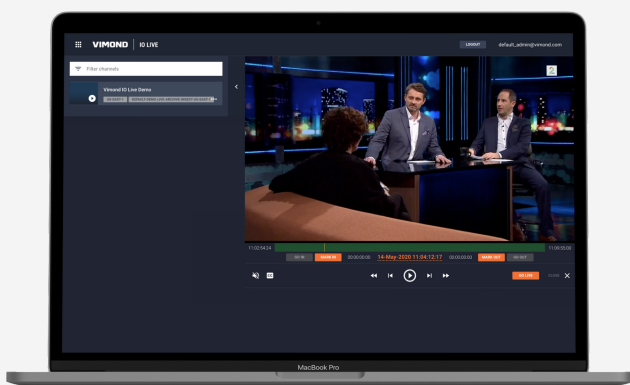 VIMOND IO LIVE
LOGOUT
default_admin@vimond.com
Filter channels
Vimond IO Live Demo
2
11:02:54:24
11:09:55:00
GO IN
MARK IN
00:00:00:00
14-May-2020 11:04:12:17
00:00:00:00
MARK OUT
GO OUT
GO LIVE
MacBook Pro